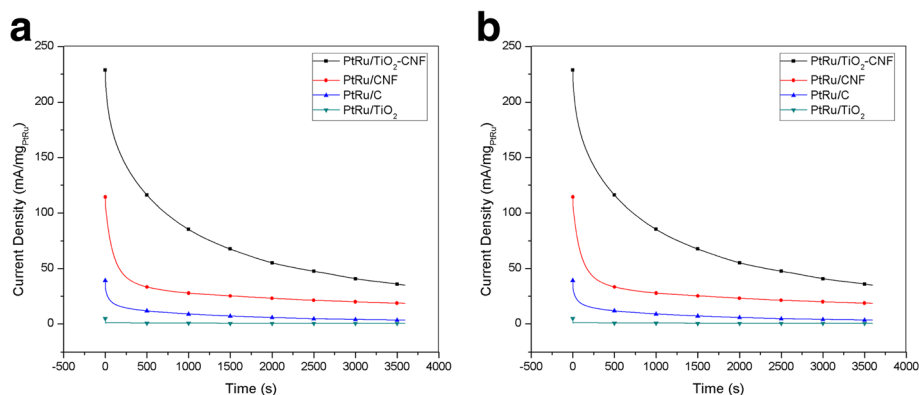 a
250
200
150
100
50
0
Current Density (mA/mg_PtRu)
PtRu/TiO₂-CNF
PtRu/CNF
PtRu/C
PtRu/TiO₂
-500 0 500 1000 1500 2000 2500 3000 3500 4000
Time (s)
b
250
200
150
100
50
0
Current Density (mA/mg_PtRu)
PtRu/TiO₂-CNF
PtRu/CNF
PtRu/C
PtRu/TiO₂
-500 0 500 1000 1500 2000 2500 3000 3500 4000
Time (s)